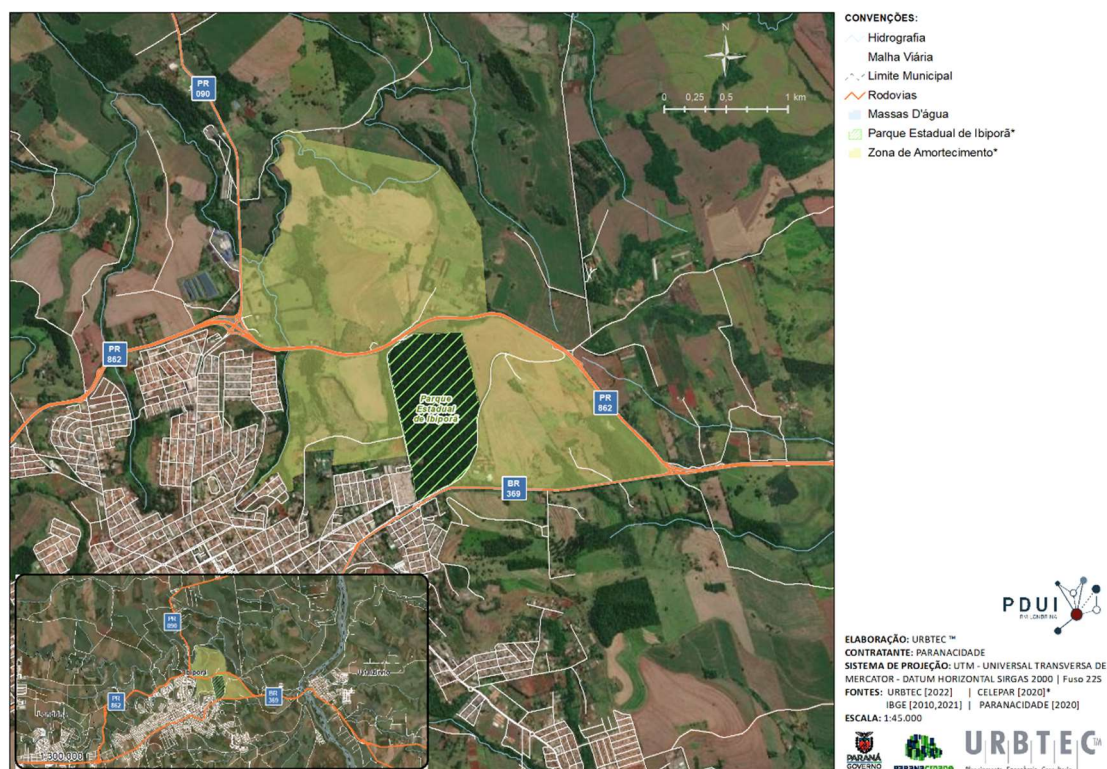 CONVENÇÕES:
Hidrografia
Malha Viária
Limite Municipal
Rodovias
Massas D'água
Parque Estadual de Ibiporã*
Zona de Amortecimento*
N
0 0,25 0,5 1 km
PR
090
PR
862
Parque
Estadual
de Ibiporã
PR
862
BR
369
PR
090
PR
862
BR
369
1:300.000
PDUI
ELABORAÇÃO: URBTEC ™
CONTRATANTE: PARANACIDADE
SISTEMA DE PROJEÇÃO: UTM - UNIVERSAL TRANSVERSA DE
MERCATOR - DATUM HORIZONTAL SIRGAS 2000 | Fuso 22S
FONTES: URBTEC [2022] | CELEPAR [2020]*
IBGE [2010,2021] | PARANACIDADE [2020]
ESCALA: 1:45.000
PARANÁ
GOVERNO
PARANACIDADE
URBTEC TM